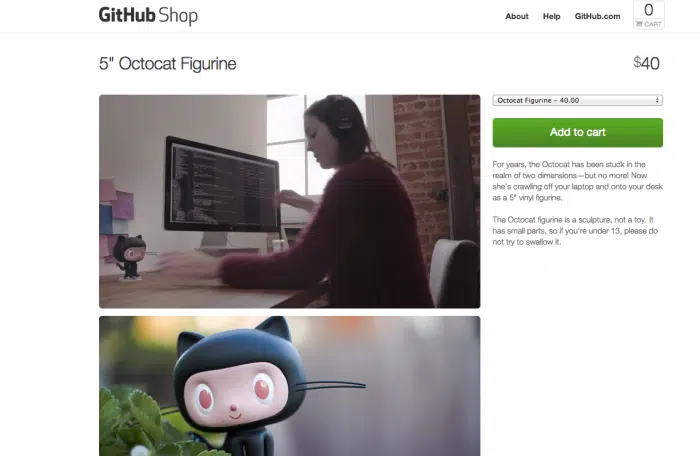 GitHub Shop
About Help GitHub.com
0
CART
5" Octocat Figurine
$40
Octocat Figurine – 40.00
Add to cart
For years, the Octocat has been stuck in the
realm of two dimensions—but no more! Now
she's crawling off your laptop and onto your desk
as a 5" vinyl figurine.
The Octocat figurine is a sculpture, not a toy. It
has small parts, so if you're under 13, please do
not try to swallow it.